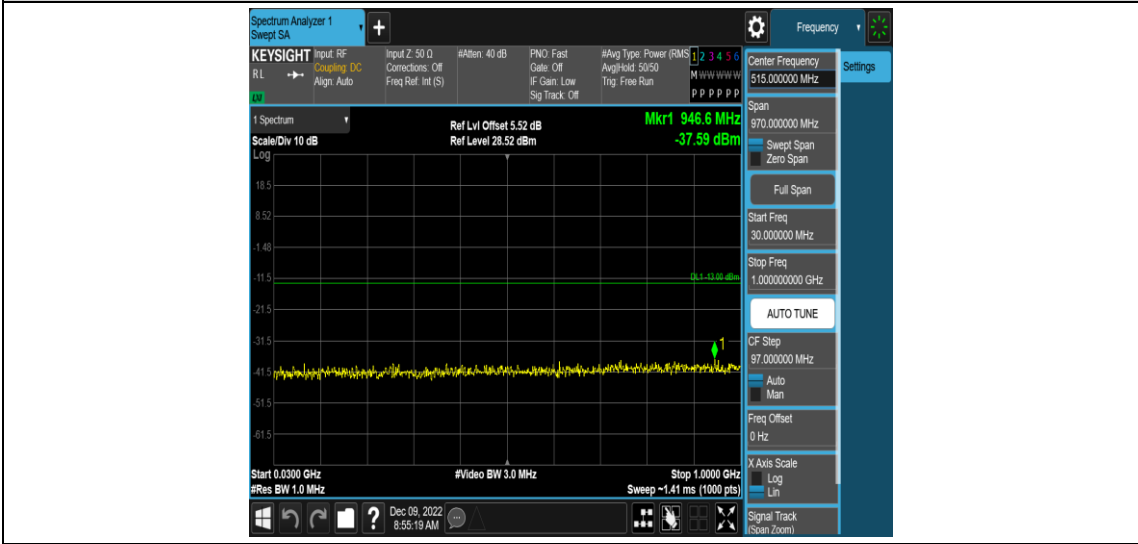 Spectrum Analyzer 1
Swept SA
+
Frequency
KEYSIGHT
RL
Input: RF
Coupling: DC
Align: Auto
Input Z: 50 Ω
Corrections: Off
Freq Ref: Int (S)
#Atten: 40 dB
PNO: Fast
Gate: Off
IF Gain: Low
Sig Track: Off
#Avg Type: Power (RMS
Avg|Hold: 50/50
Trig: Free Run
1 2 3 4 5 6
M W W W W W
P P P P P P
1 Spectrum
Scale/Div 10 dB
Log
Ref Lvl Offset 5.52 dB
Ref Level 28.52 dBm
Mkr1 946.6 MHz
-37.59 dBm
18.5
8.52
-1.48
-11.5
-21.5
-31.5
-41.5
-51.5
-61.5
DL1 -13.00 dBm
1
Start 0.0300 GHz
#Res BW 1.0 MHz
#Video BW 3.0 MHz
Stop 1.0000 GHz
Sweep ~1.41 ms (1000 pts)
?
Dec 09, 2022
8:55:19 AM
Center Frequency
515.000000 MHz
Settings
Span
970.000000 MHz
Swept Span
Zero Span
Full Span
Start Freq
30.000000 MHz
Stop Freq
1.000000000 GHz
AUTO TUNE
CF Step
97.000000 MHz
Auto
Man
Freq Offset
0 Hz
X Axis Scale
Log
Lin
Signal Track
(Span Zoom)